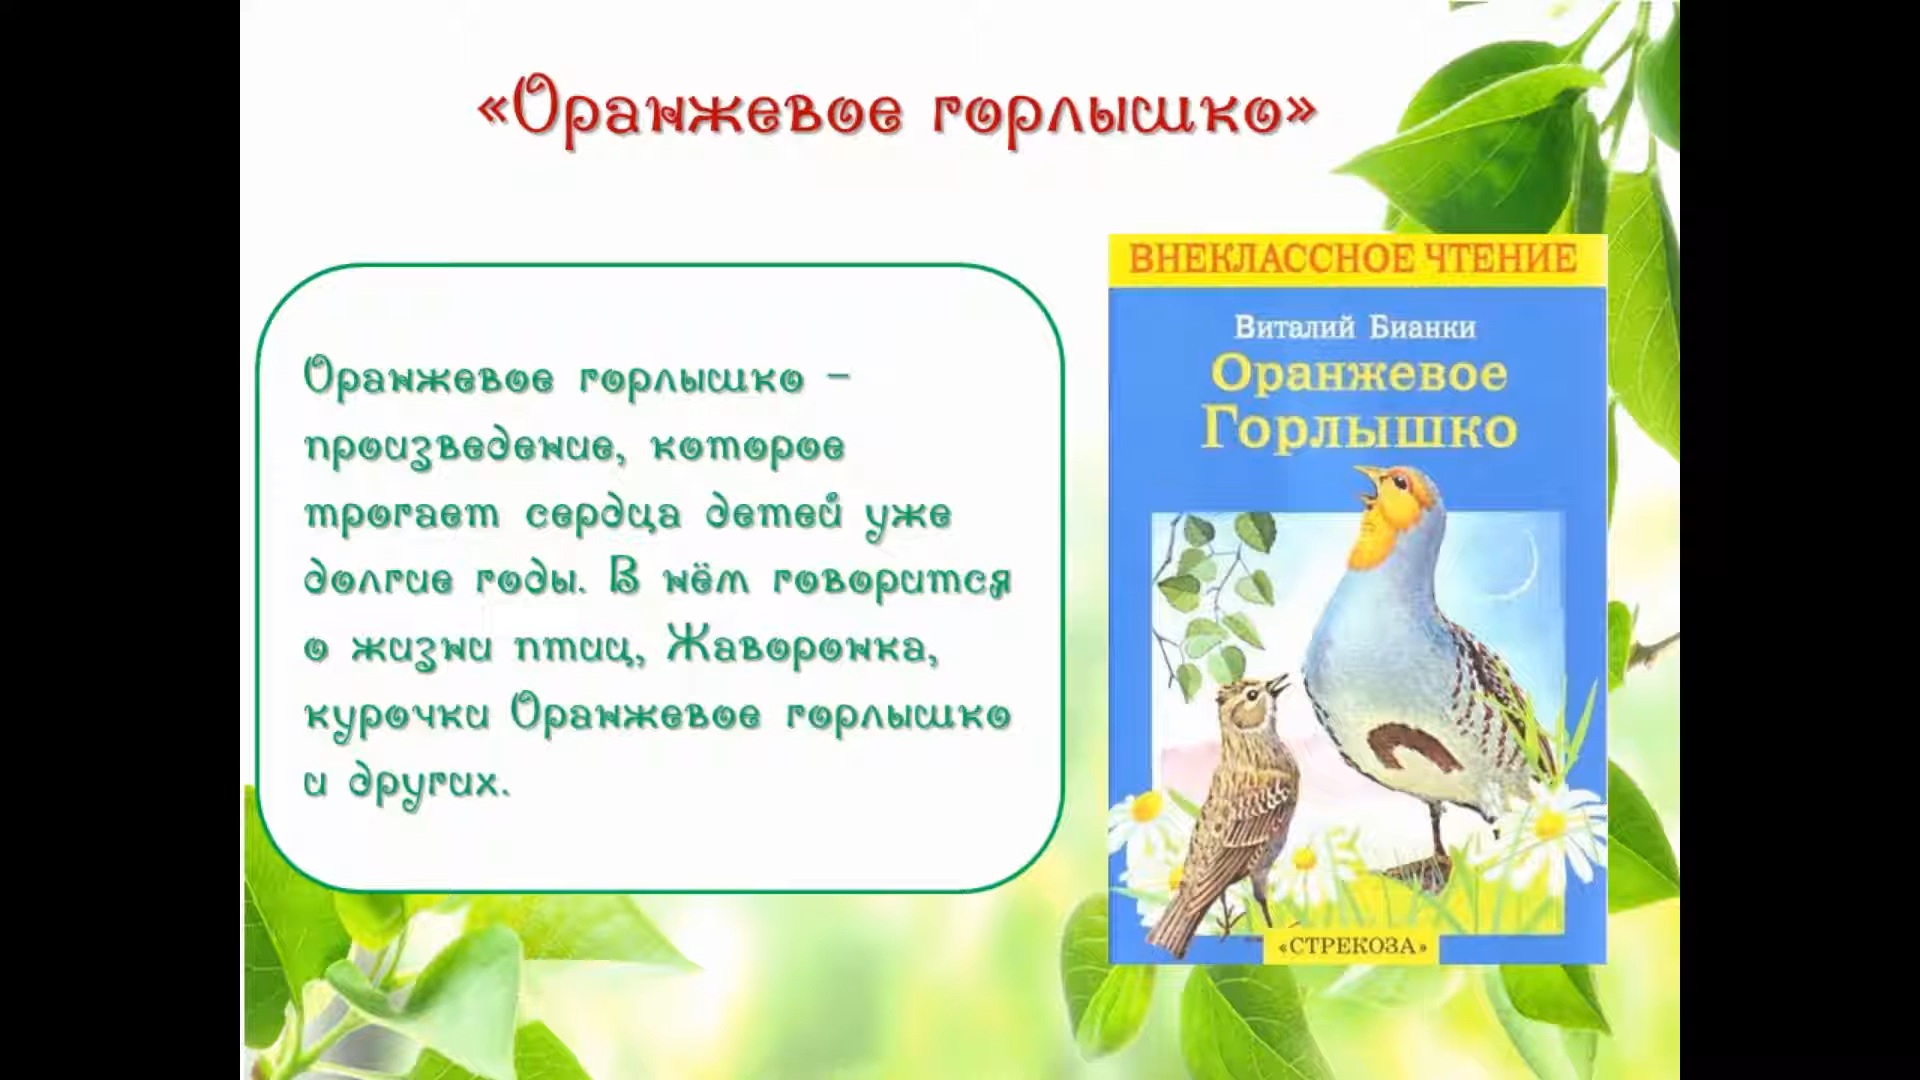 «Оранжевое горлышко»
Оранжевое горлышко –
произведение, которое
трогает сердца детей уже
долгие годы. В нём говорится
о жизни птиц, Жаворонка,
курочки Оранжевое горлышко
и других.
ВНЕКЛАССНОЕ ЧТЕНИЕ
Виталий Бианки
Оранжевое
Горлышко
«СТРЕКОЗА»